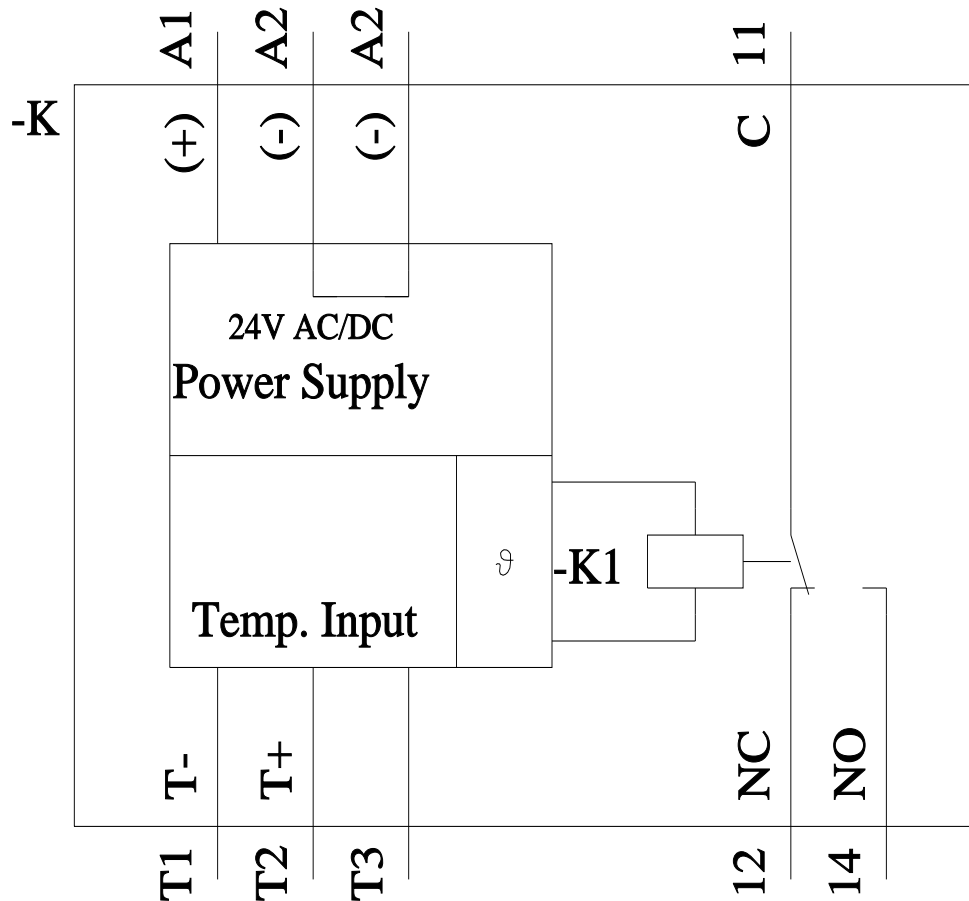 A1 A2 A2 11
-K
(+) (-) (-) C
24V AC/DC
Power Supply
ϑ -K1
Temp. Input
T- T+ NC NO
T1 T2 T3 12 14